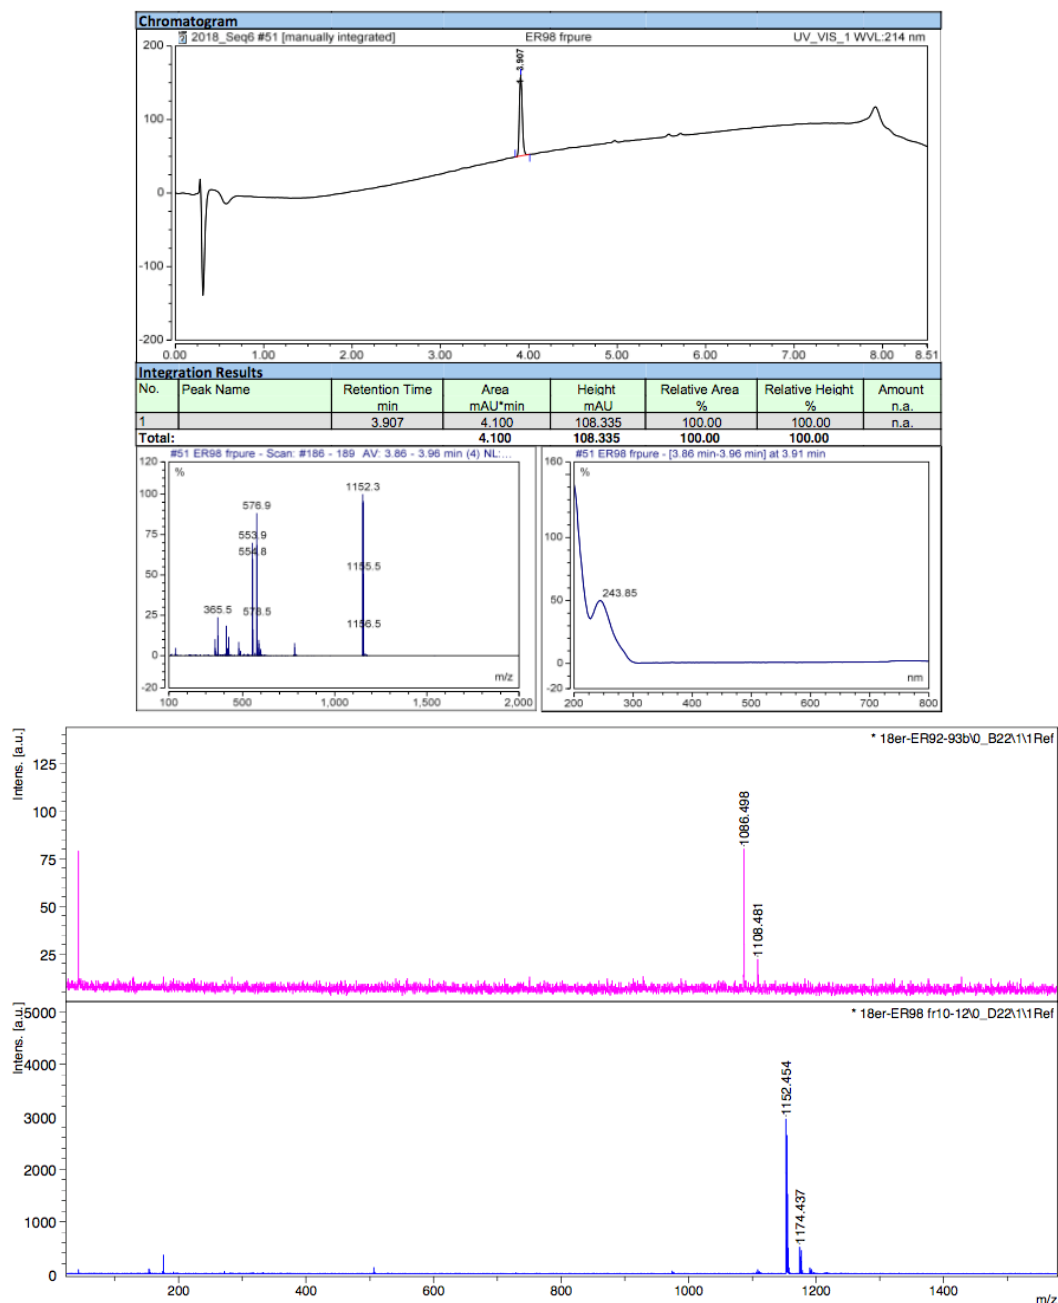 Chromatogram
2018_Seq6 #51 [manually integrated] ER98 frpure UV_VIS_1 WVL:214 nm
200
100
0
-100
-200
3.907
0.00 1.00 2.00 3.00 4.00 5.00 6.00 7.00 8.00 8.51
Integration Results
No. Peak Name Retention Time Area Height Relative Area Relative Height Amount
min mAU*min mAU % % n.a.
1 3.907 4.100 108.335 100.00 100.00 n.a.
Total: 4.100 108.335 100.00 100.00
#51 ER98 frpure - Scan: #186 - 189 AV: 3.86 - 3.96 min (4) NL:...
120
100
75
50
25
0
-20
%
1152.3
576.9
553.9
554.8
1155.5
365.5
578.5
1156.5
m/z
100 500 1,000 1,500 2,000
#51 ER98 frpure - [3.86 min-3.96 min] at 3.91 min
160
100
50
0
-20
%
243.85
nm
200 300 400 500 600 700 800
Intens. [a.u.]
* 18er-ER92-93b\0_B22\1\1Ref
125
100
75
50
25
1086.498
1108.481
Intens. [a.u.]
* 18er-ER98 fr10-12\0_D22\1\1Ref
5000
4000
3000
2000
1000
0
1152.454
1174.437
200 400 600 800 1000 1200 1400
m/z